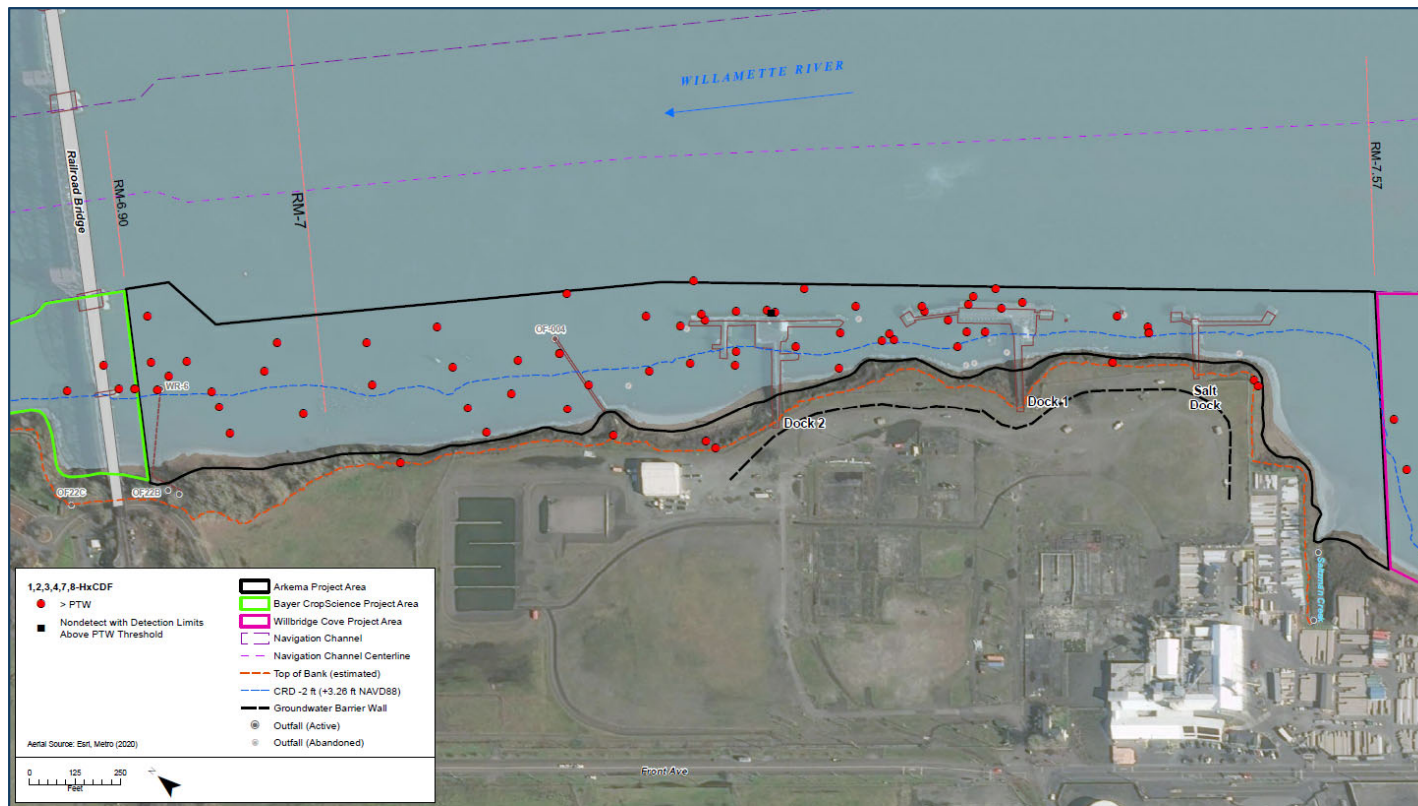 WILLAMETTE RIVER
Railroad Bridge
RM-6.90
RM-7
RM-7.57
OF-004
WR-6
Dock 2
Dock 1
Salt
Dock
OF22C
OF22B
Saltzman Creek
Front Ave
1,2,3,4,7,8-HxCDF
> PTW
Nondetect with Detection Limits
Above PTW Threshold
Arkema Project Area
Bayer CropScience Project Area
Willbridge Cove Project Area
Navigation Channel
Navigation Channel Centerline
Top of Bank (estimated)
CRD -2 ft (+3.26 ft NAVD88)
Groundwater Barrier Wall
Outfall (Active)
Outfall (Abandoned)
Aerial Source: Esri, Metro (2020)
0 125 250
Feet